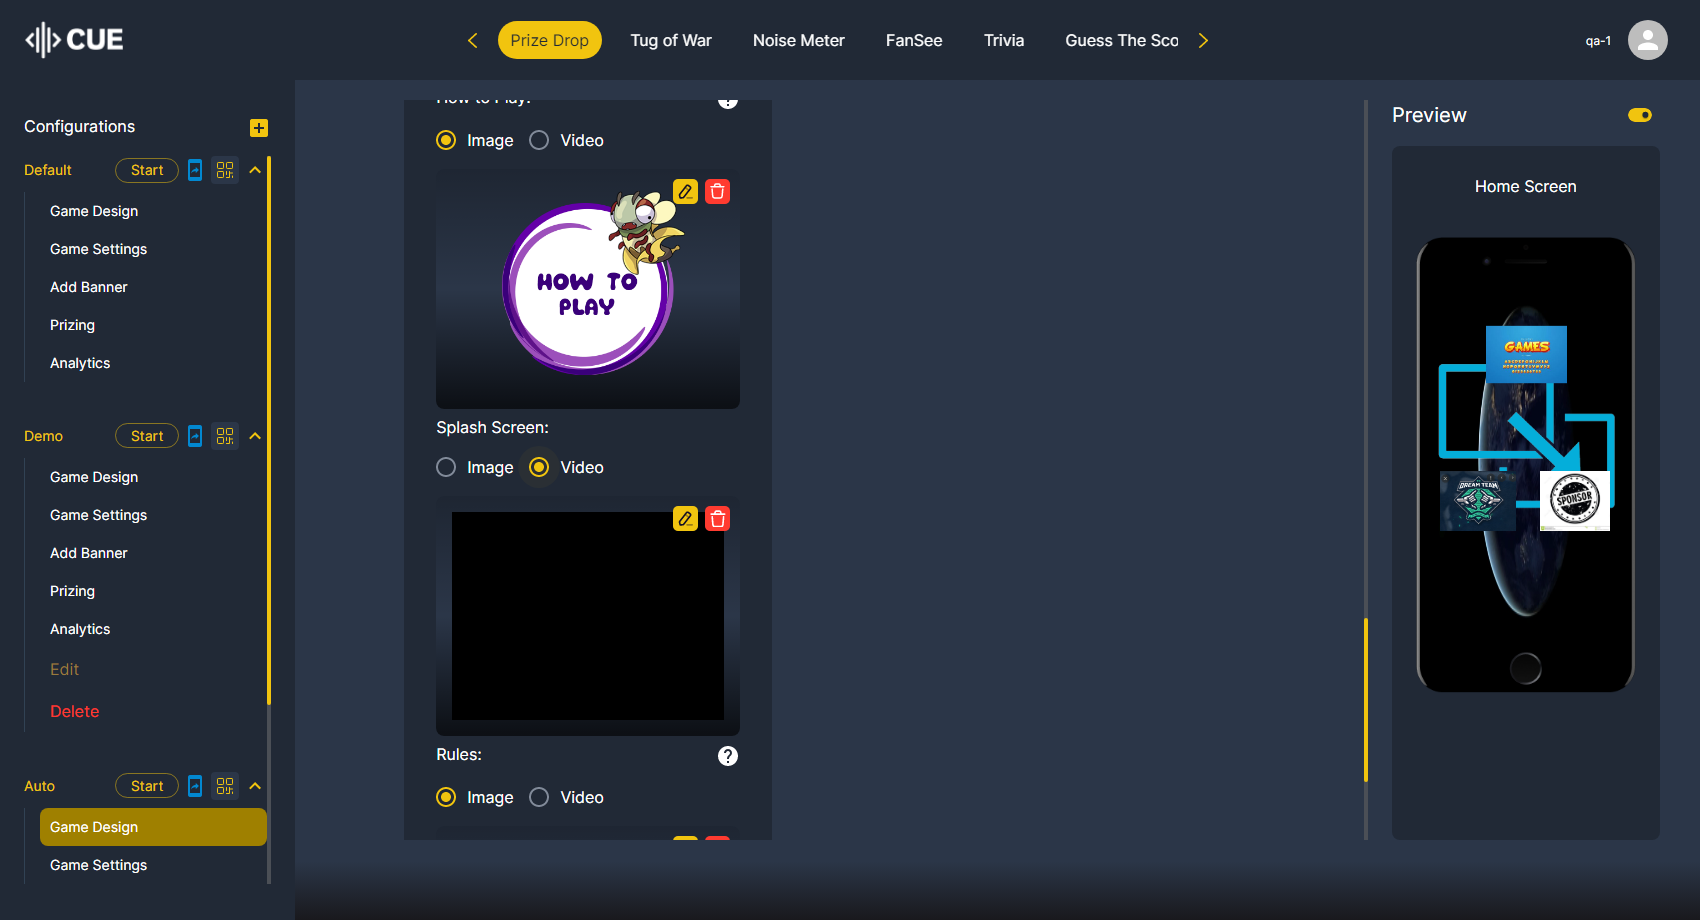 CUE
Prize Drop
Tug of War
Noise Meter
FanSee
Trivia
Guess The Sco
qa-1
Configurations
Default
Start
Game Design
Game Settings
Add Banner
Prizing
Analytics
Demo
Start
Game Design
Game Settings
Add Banner
Prizing
Analytics
Edit
Delete
Auto
Start
Game Design
Game Settings
How to Play:
Image
Video
HOW TO
PLAY
Splash Screen:
Image
Video
Rules:
?
Image
Video
Preview
Home Screen
GAMES
DREAM TEAM
SPONSOR